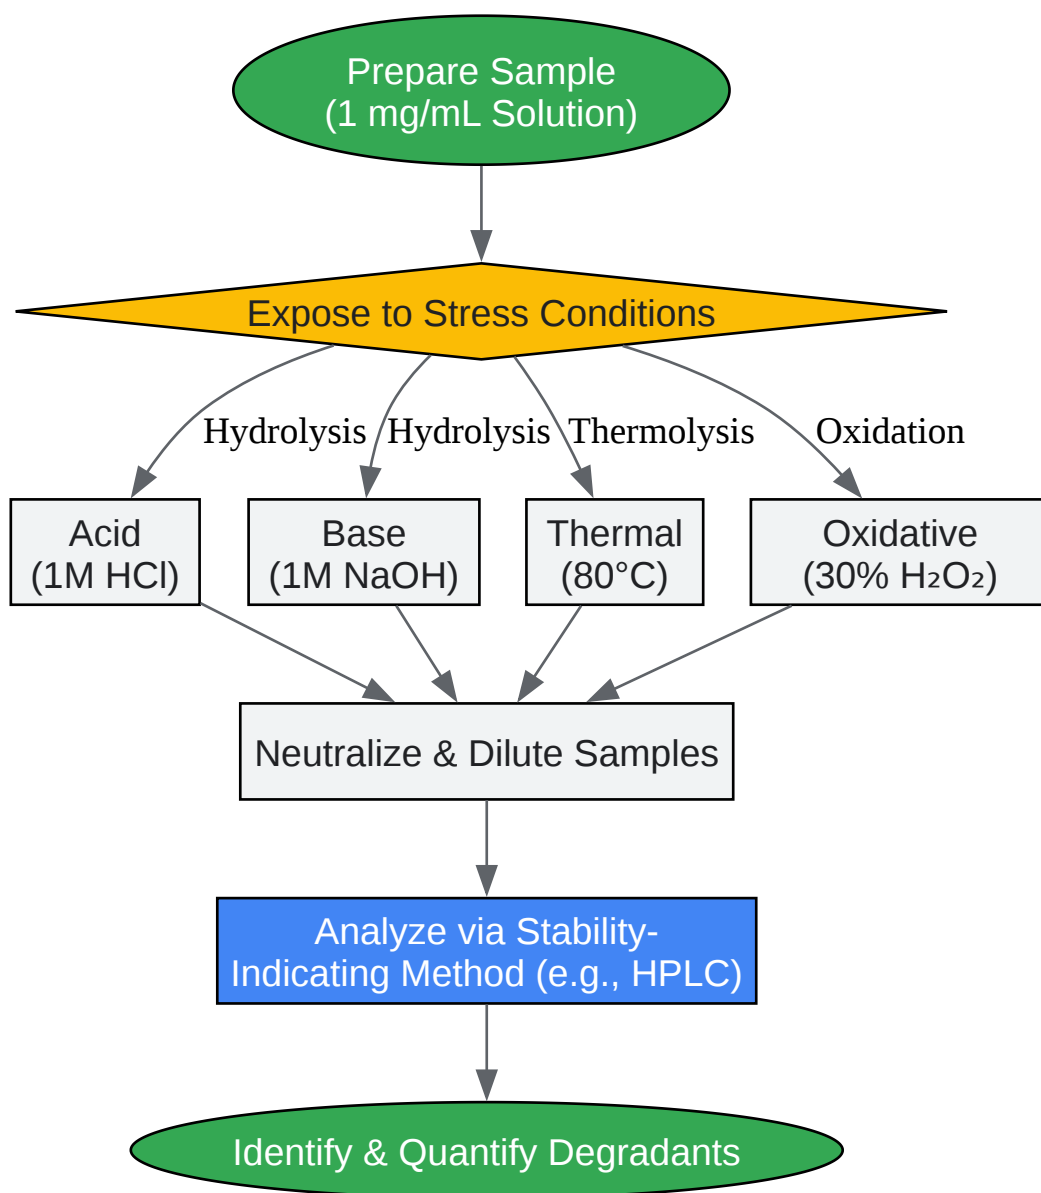 Prepare Sample
(1 mg/mL Solution)
Expose to Stress Conditions
Hydrolysis
Hydrolysis
Thermolysis
Oxidation
Acid
(1M HCl)
Base
(1M NaOH)
Thermal
(80°C)
Oxidative
(30% H₂O₂)
Neutralize & Dilute Samples
Analyze via Stability-
Indicating Method (e.g., HPLC)
Identify & Quantify Degradants